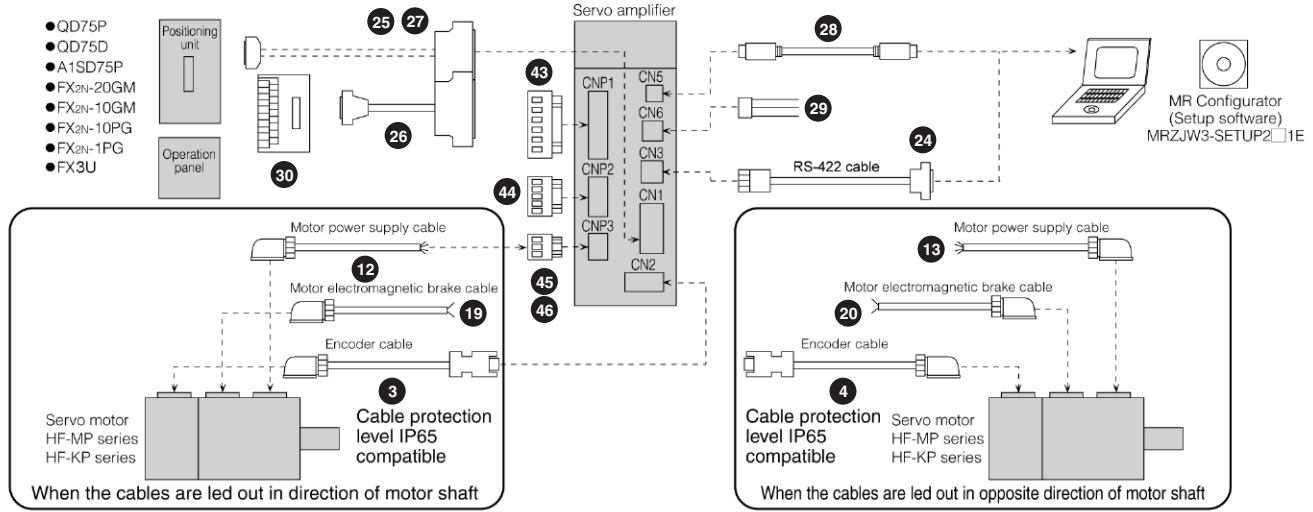 Servo amplifier
●QD75P
●QD75D
●A1SD75P
●FX2N-20GM
●FX2N-10GM
●FX2N-10PG
●FX2N-1PG
●FX3U
Positioning
unit
Operation
panel
25 27
26
30
43
44
45
46
CNP1
CNP2
CNP3
CN5
CN6
CN3
CN1
CN2
28
29
24
RS-422 cable
MR Configurator
(Setup software)
MRZJW3-SETUP2□1E
Motor power supply cable
12
Motor electromagnetic brake cable
19
Encoder cable
3
Cable protection
level IP65
compatible
Servo motor
HF-MP series
HF-KP series
When the cables are led out in direction of motor shaft
Motor power supply cable
13
Motor electromagnetic brake cable
20
Encoder cable
4
Cable protection
level IP65
compatible
Servo motor
HF-MP series
HF-KP series
When the cables are led out in opposite direction of motor shaft